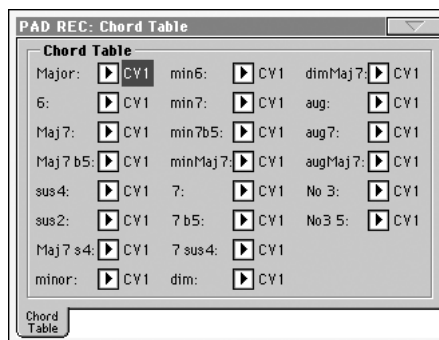 PAD REC: Chord Table
Chord Table
Major: CV1 min6: CV1 dimMaj7: CV1
6: CV1 min7: CV1 aug: CV1
Maj7: CV1 min7b5: CV1 aug7: CV1
Maj7b5: CV1 minMaj7: CV1 augMaj7: CV1
sus4: CV1 7: CV1 No 3: CV1
sus2: CV1 7b5: CV1 No3 5: CV1
Maj7 s4: CV1 7 sus4: CV1
minor: CV1 dim: CV1
Chord
Table